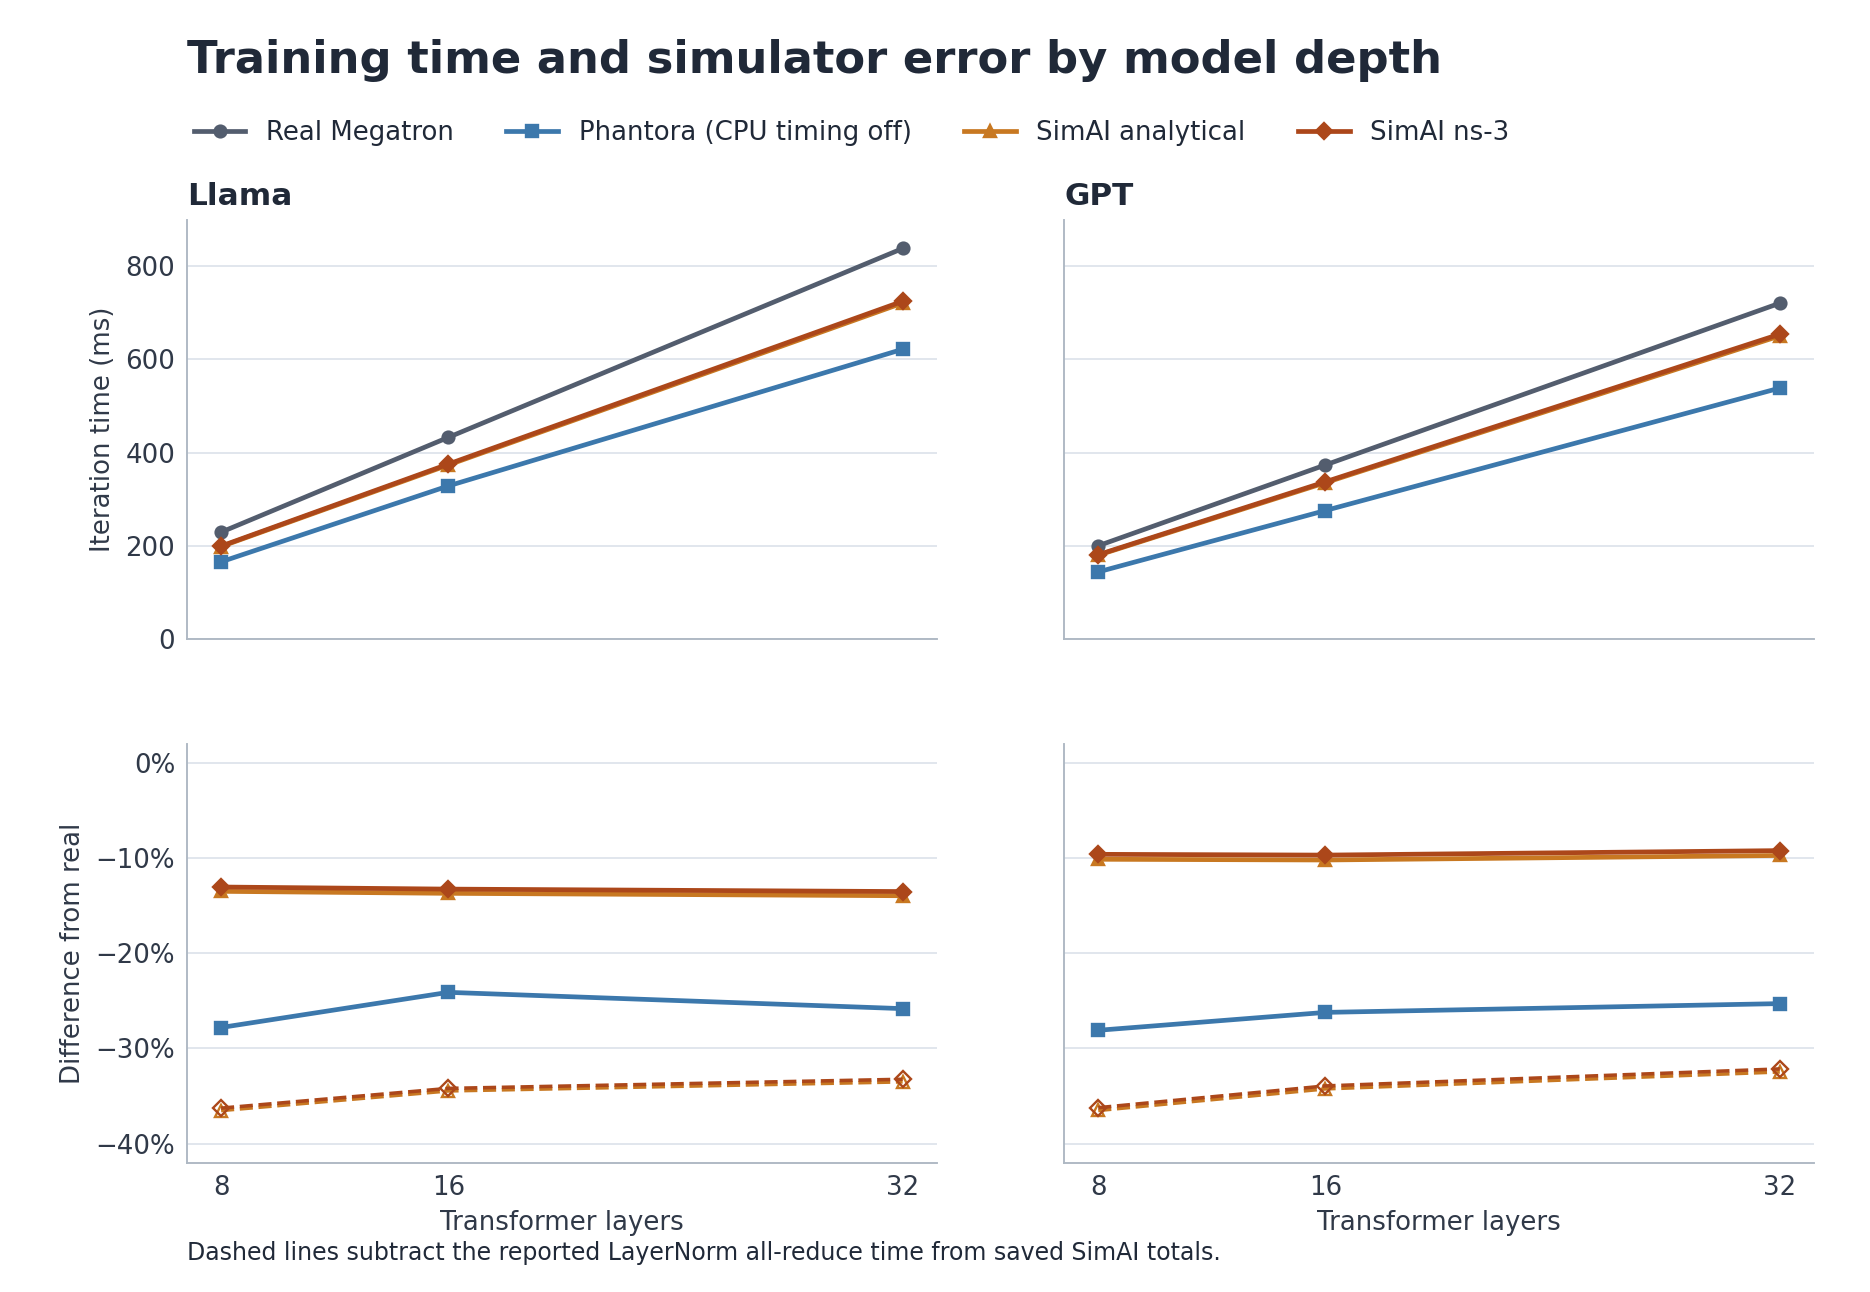 Training time and simulator error by model depth
Real Megatron
Phantora (CPU timing off)
SimAI analytical
SimAI ns-3
Llama
GPT
Iteration time (ms)
800
600
400
200
0
Difference from real
0%
−10%
−20%
−30%
−40%
8
16
32
8
16
32
Transformer layers
Transformer layers
Dashed lines subtract the reported LayerNorm all-reduce time from saved SimAI totals.